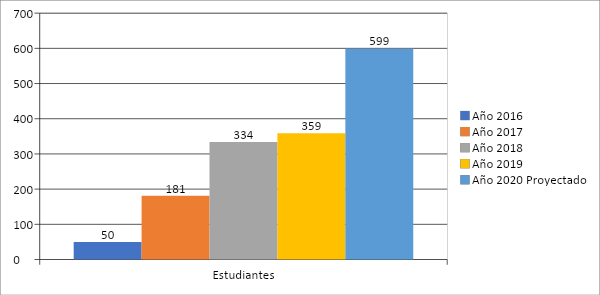 700
600
500
400
300
200
100
0
50
181
334
359
599
Estudiantes
Año 2016
Año 2017
Año 2018
Año 2019
Año 2020 Proyectado